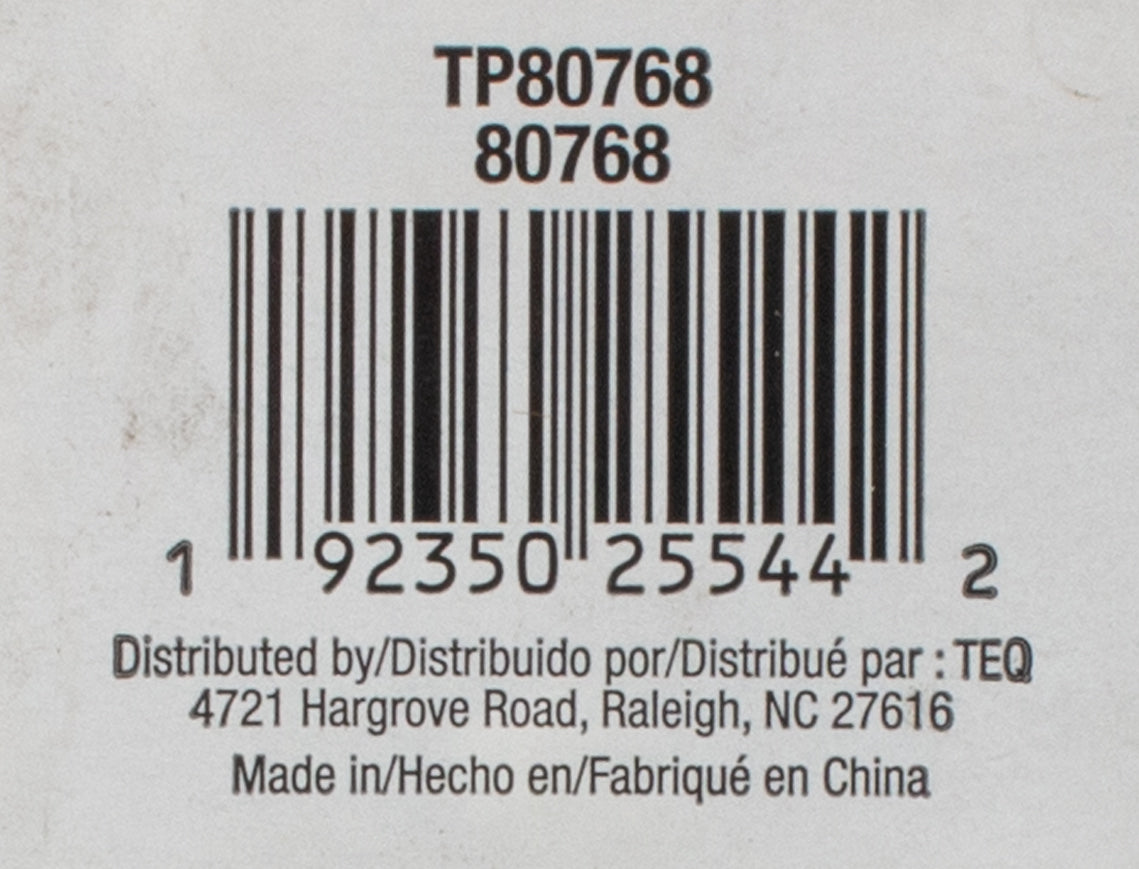 TP80768
80768
1 92350 25544 2
Distributed by/Distribuido por/Distribué par : TEQ
4721 Hargrove Road, Raleigh, NC 27616
Made in/Hecho en/Fabriqué en China